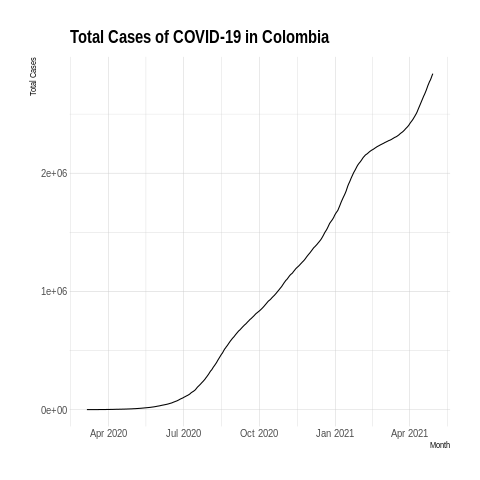 Total Cases of COVID-19 in Colombia
Total Cases
2e+06
1e+06
0e+00
Apr 2020 Jul 2020 Oct 2020 Jan 2021 Apr 2021
Month